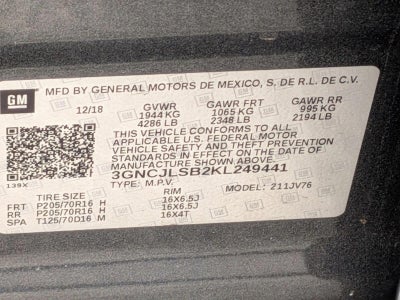 MFD BY GENERAL MOTORS DE MEXICO, S. DE R.L. DE C.V.
GM
12/18 GVWR GAWR FRT GAWR RR
1944 KG 1065 KG 995 KG
4286 LB 2348 LB 2194 LB
THIS VEHICLE CONFORMS TO ALL
APPLICABLE U.S. FEDERAL MOTOR
VEHICLE SAFETY AND THEFT
PREVENTION STANDARDS IN EFFECT ON THE DATE OF
MANUFACTURE SHOWN ABOVE.
3GNCJLSB2KL249441
139X TYPE: M.P.V. MODEL: 211JV76
TIRE SIZE RIM
FRT P205/70R16 H 16X6.5J
RR P205/70R16 H 16X6.5J
SPA T125/70D16 M 16X4T